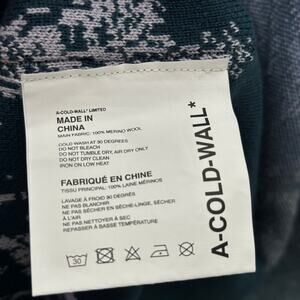 A-COLD-WALL* LIMITED
MADE IN
CHINA
MAIN FABRIC: 100% MERINO WOOL
COLD WASH AT 30 DEGREES
DO NOT BLEACH
DO NOT TUMBLE DRY, AIR DRY ONLY
DO NOT DRY CLEAN
IRON ON LOW HEAT
FABRIQUÉ EN CHINE
TISSU PRINCIPAL: 100% LAINE MÉRINOS
LAVAGE À FROID 30 DEGRÉS
NE PAS BLANCHIR
NE PAS SÉCHER EN SÈCHE-LINGE, SÉCHER
À L'AIR
NE PAS NETTOYER À SEC
REPASSER À BASSE TEMPÉRATURE
30
A-COLD-WALL*